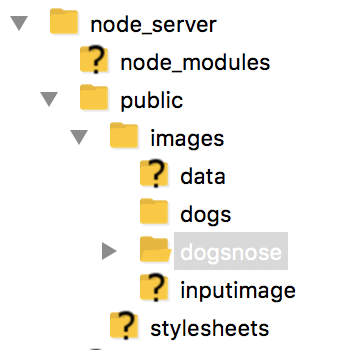 node_server
node_modules
public
images
data
dogs
dogsnose
inputimage
stylesheets